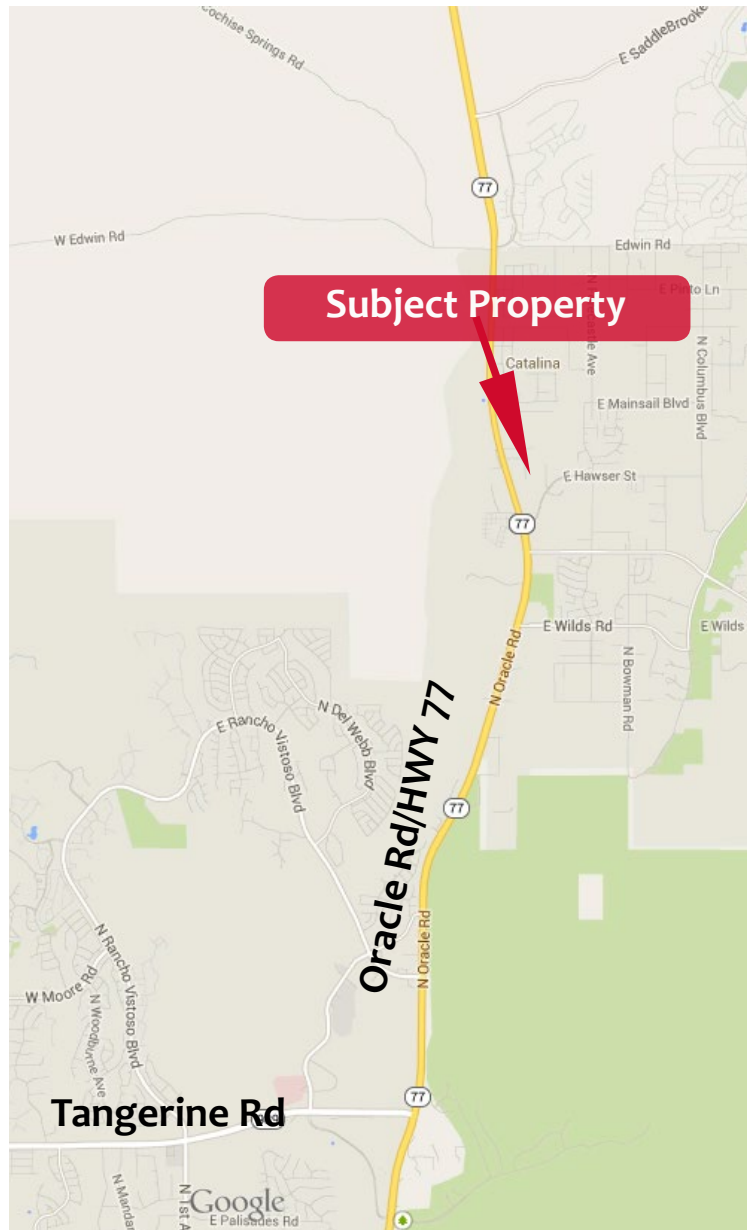 Cochise Springs Rd
E SaddleBrooke
77
W Edwin Rd
Edwin Rd
E Pinto Ln
Subject Property
Catalina
N Columbus Blvd
E Mainsail Blvd
E Hawser St
77
E Wilds Rd
E Wilds
N Oracle Rd
N Bowman Rd
N Del Webb Blvd
E Rancho Vistoso Blvd
Oracle Rd/HWY 77
77
N Oracle Rd
N Rancho Vistoso Blvd
W Moore Rd
N Woodburne Ave
77
Tangerine Rd
N Mandar
N 1st A
Google
E Palisades Rd